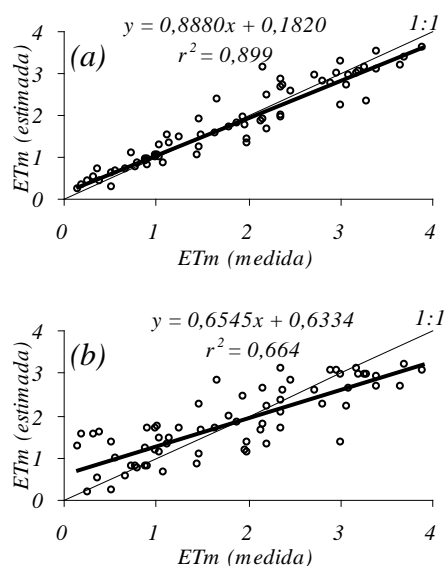 y = 0,8880x + 0,1820
1:1
(a)
r² = 0,899
4
3
2
1
0
ETm (estimada)
0 1 2 3 4
ETm (medida)
y = 0,6545x + 0,6334
1:1
(b)
r² = 0,664
4
3
2
1
0
ETm (estimada)
0 1 2 3 4
ETm (medida)